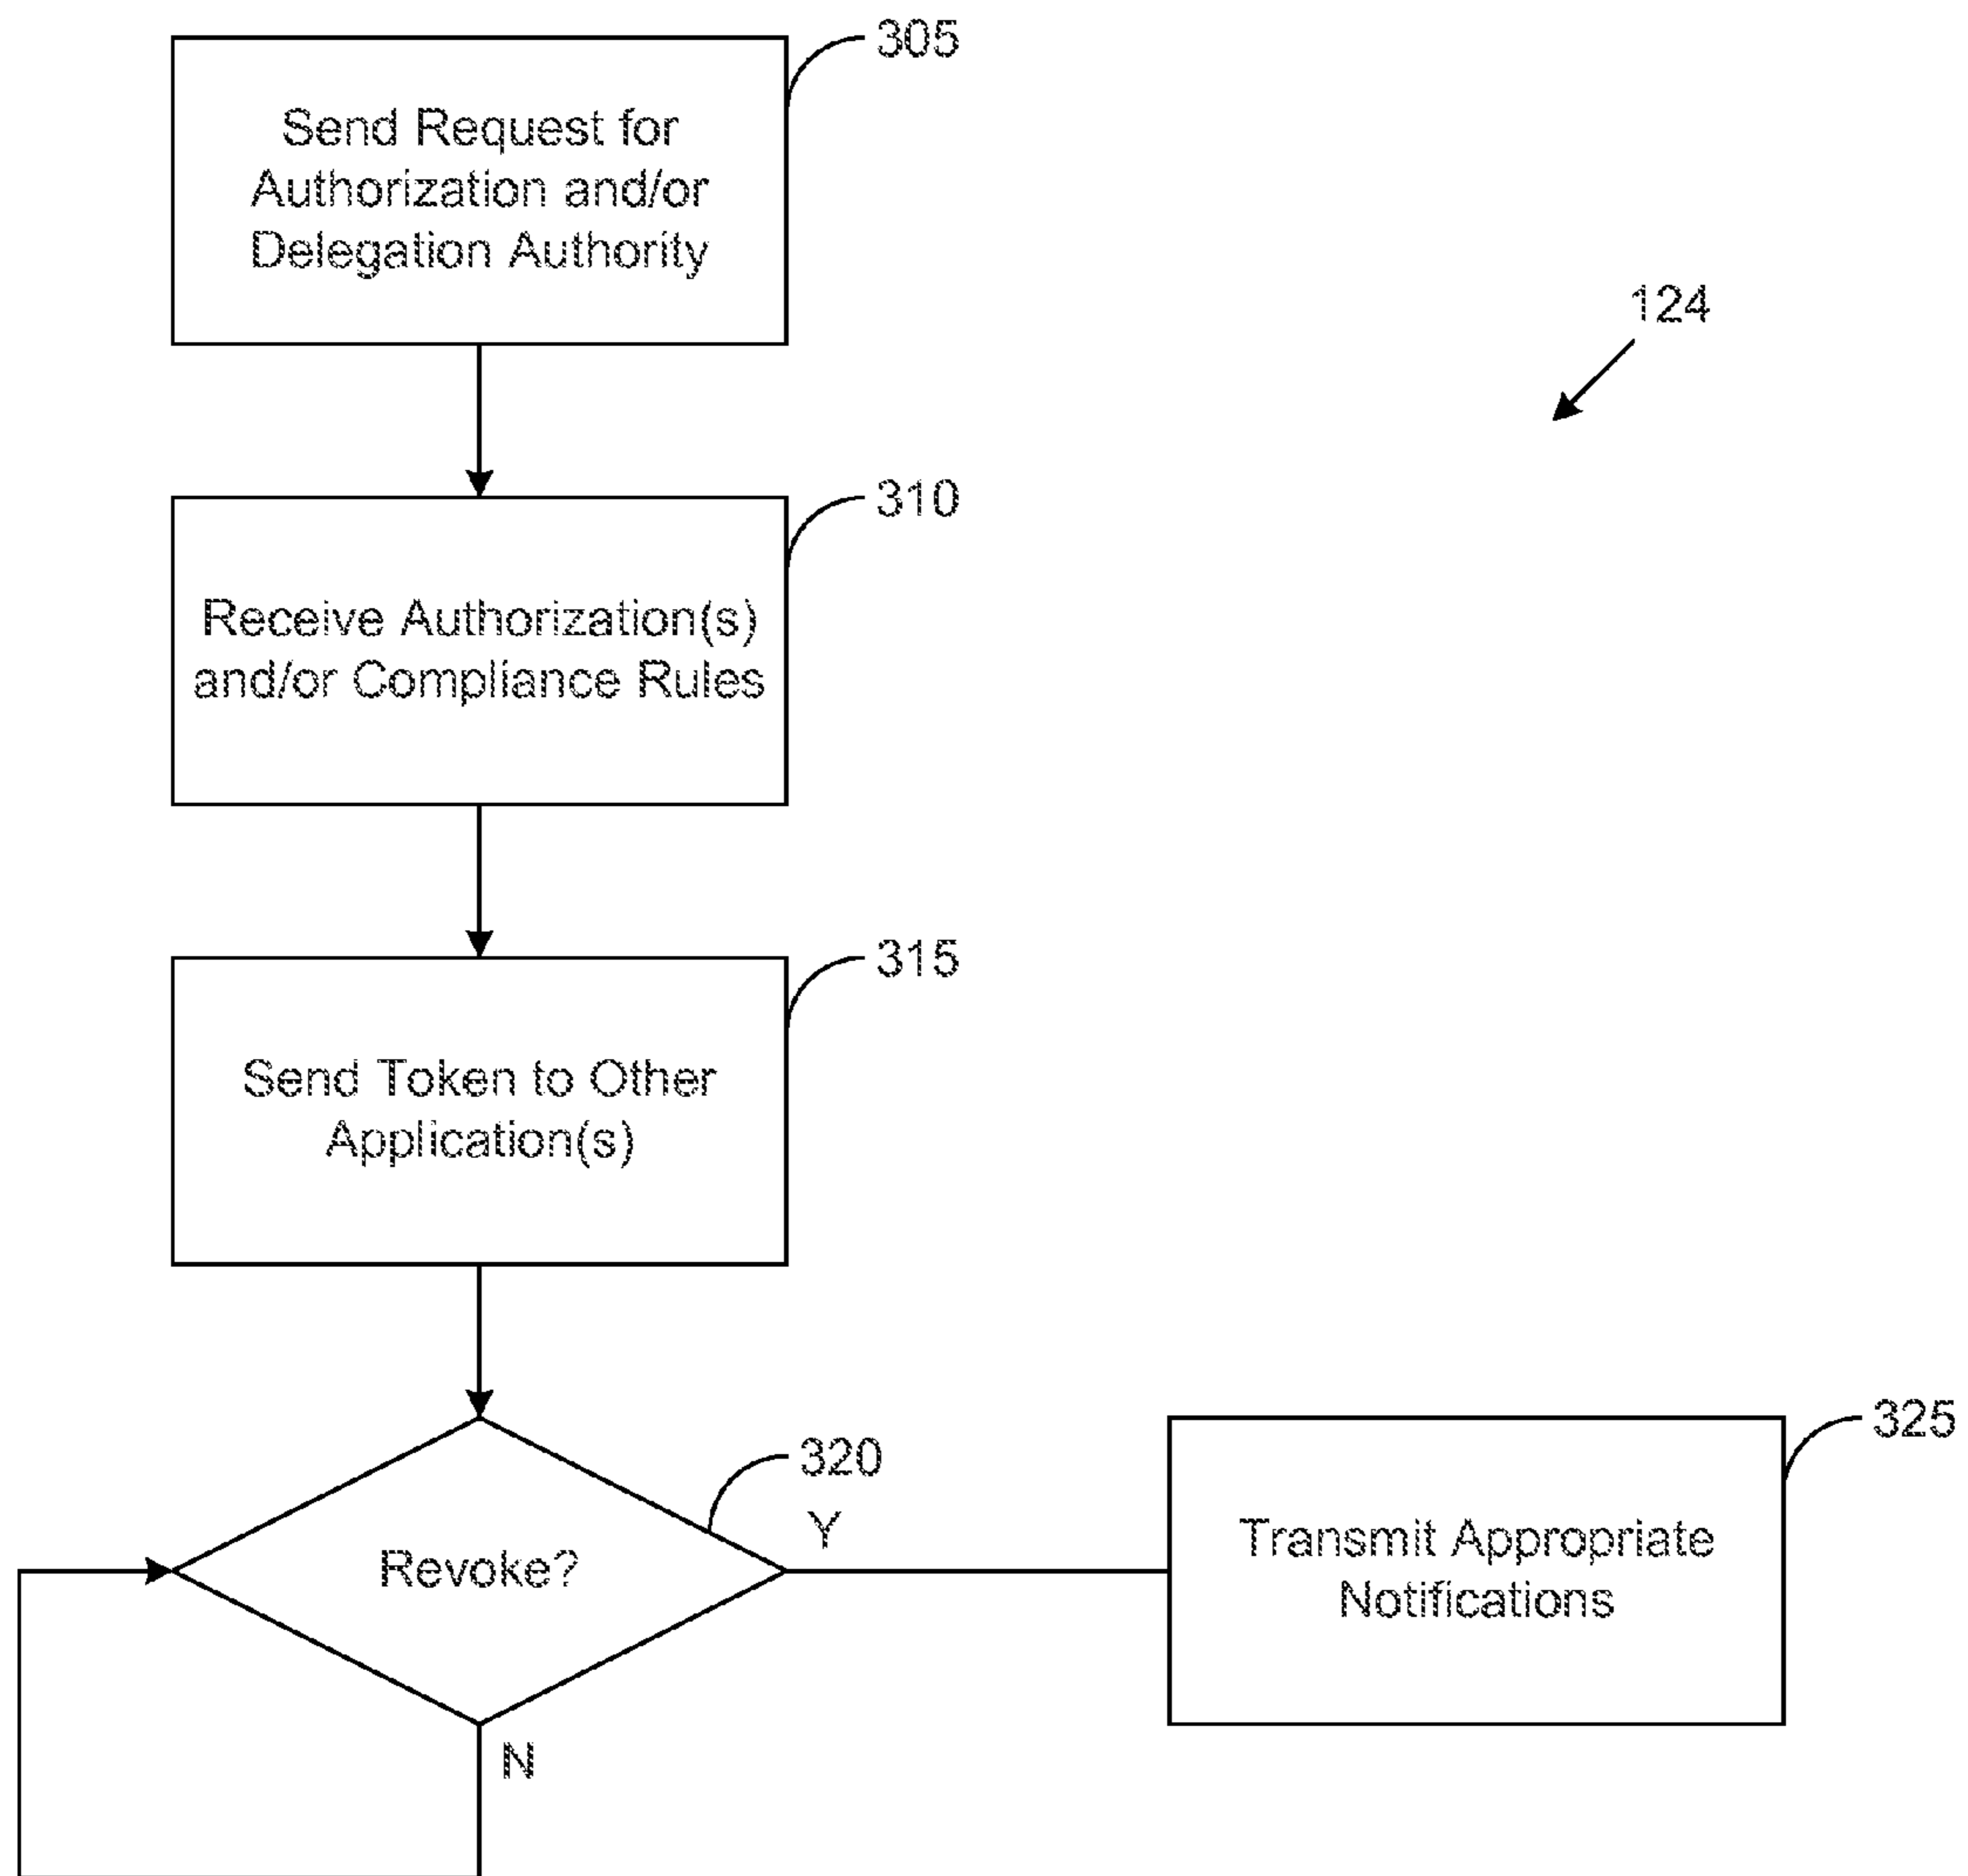 305
Send Request for
Authorization and/or
Delegation Authority
124
310
Receive Authorization(s)
and/or Compliance Rules
315
Send Token to Other
Application(s)
320
Y
Revoke?
N
325
Transmit Appropriate
Notifications